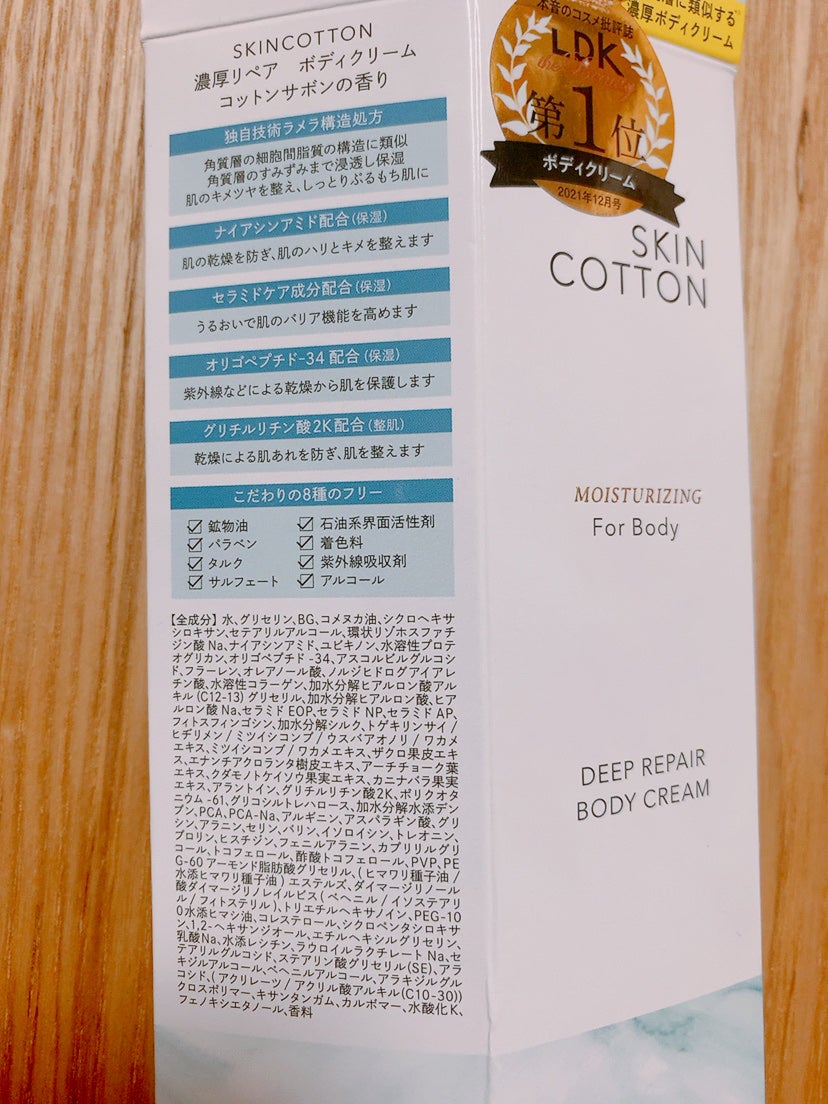 SKINCOTTON
濃厚リペア ボディクリーム
コットンサボンの香り
独自技術ラメラ構造処方
角質層の細胞間脂質の構造に類似
角質層のすみずみまで浸透し保湿
肌のキメツヤを整え、しっとりぷるもち肌に
ナイアシンアミド配合(保湿)
肌の乾燥を防ぎ、肌のハリとキメを整えます
セラミドケア成分配合(保湿)
うるおいで肌のバリア機能を高めます
オリゴペプチド-34 配合(保湿)
紫外線などによる乾燥から肌を保護します
グリチルリチン酸2K配合(整肌)
乾燥による肌あれを防ぎ、肌を整えます
こだわりの8種のフリー
鉱物油 石油系界面活性剤
パラベン 着色料
タルク 紫外線吸収剤
サルフェート アルコール
【全成分】水、グリセリン、BG、コメヌカ油、シクロヘキサ
シロキサン、セテアリルアルコール、環状リゾホスファチ
ジン酸Na、ナイアシンアミド、ユビキノン、水溶性プロテ
オグリカン、オリゴペプチド-34、アスコルビルグルコシ
ド、フラーレン、オレアノール酸、ノルジヒドログアイアレ
チン酸、水溶性コラーゲン、加水分解ヒアルロン酸アル
キル(C12-13)グリセリル、加水分解ヒアルロン酸、ヒア
ルロン酸Na、セラミドEOP、セラミドNP、セラミドAP、
フィトスフィンゴシン、加水分解シルク、トゲキリンサイ/
ヒヂリメン/ミツイシコンブ/ウスバアオノリ/ワカメ
エキス、ミツイシコンブ/ワカメエキス、ザクロ果皮エキ
ス、エナンチアクロランタ樹皮エキス、アーチチョーク葉
エキス、クダモノトケイソウ果実エキス、カニナバラ果実
エキス、アラントイン、グリチルリチン酸2K、ポリクオタ
ニウム-61、グリコシルトレハロース、加水分解水添デン
プン、PCA、PCA-Na、アルギニン、アスパラギン酸、グリ
シン、アラニン、セリン、バリン、イソロイシン、トレオニン、
プロリン、ヒスチジン、フェニルアラニン、カプリリルグリ
コール、トコフェロール、酢酸トコフェロール、PVP、PE
G-60アーモンド脂肪酸グリセリル、(ヒマワリ種子油/
水添ヒマワリ種子油)エステルズ、ダイマージリノール
酸ダイマージリノレイルビス(ベヘニル/イソステアリ
ル/フィトステリル)、トリエチルヘキサノイン、PEG-10
0水添ヒマシ油、コレステロール、シクロペンタシロキサ
ン、1,2-ヘキサンジオール、エチルヘキシルグリセリン、
乳酸Na、水添レシチン、ラウロイルラクチレートNa、セ
テアリルグルコシド、ステアリン酸グリセリル(SE)、アラ
キジルアルコール、ベヘニルアルコール、アラキジルグル
コシド、(アクリレーツ/アクリル酸アルキル(C10-30))
クロスポリマー、キサンタンガム、カルボマー、水酸化K、
フェノキシエタノール、香料
本音のコスメ批評誌
LDK
第1位
ボディクリーム
2021年12月号
層に類似する
濃厚ボディクリーム
SKIN
COTTON
MOISTURIZING
For Body
DEEP REPAIR
BODY CREAM